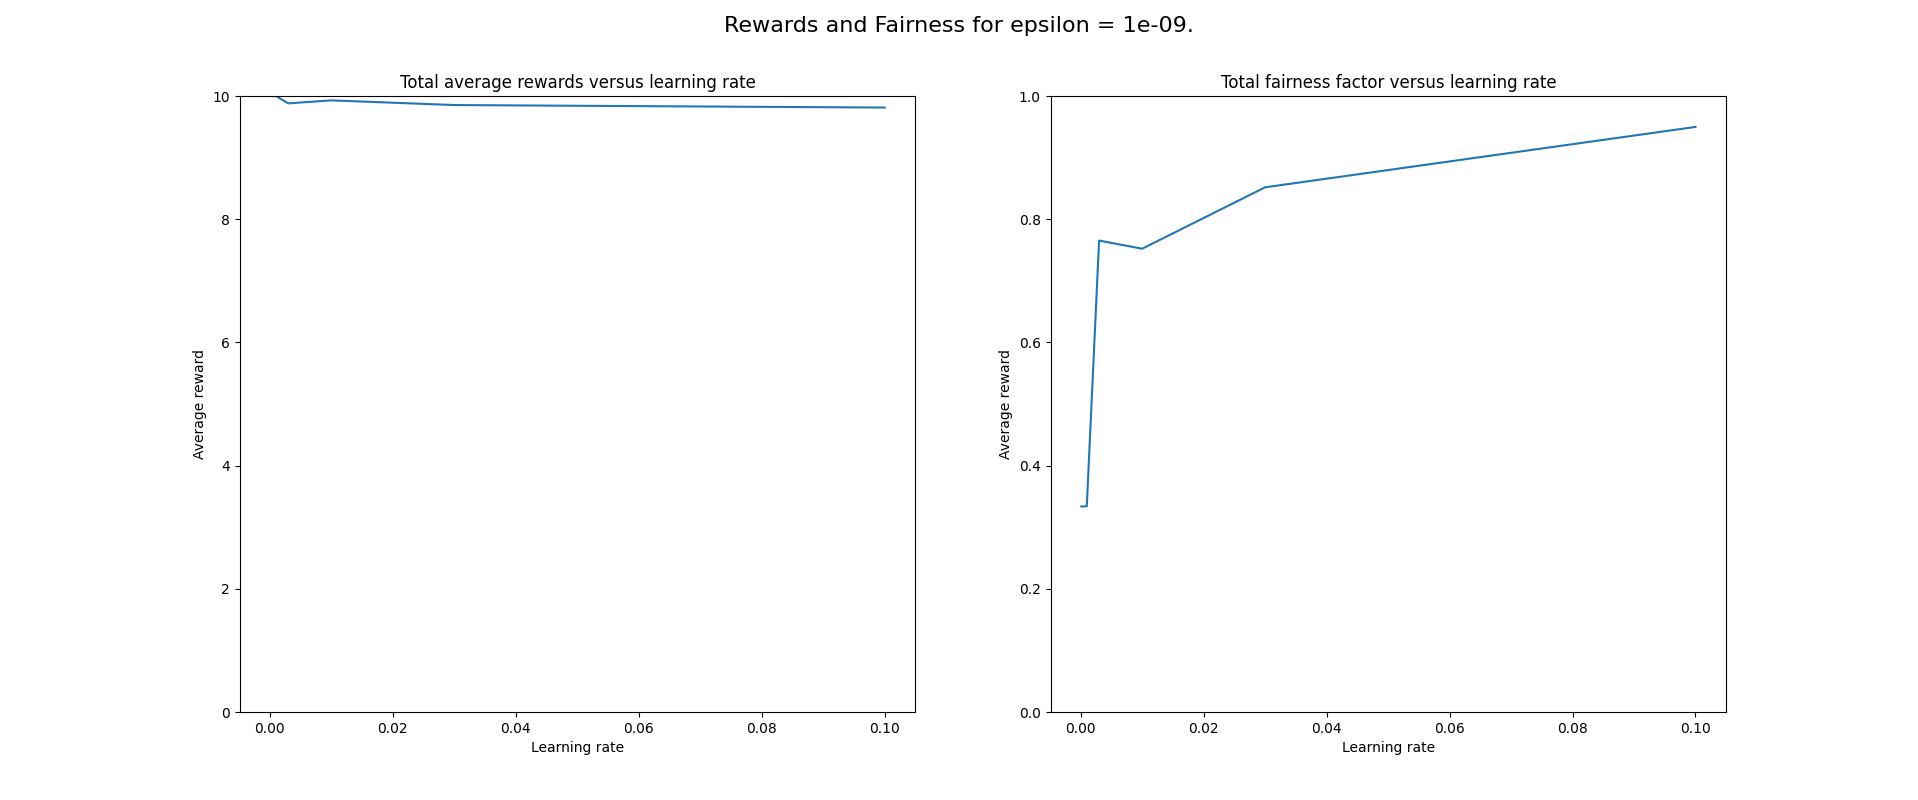 Rewards and Fairness for epsilon = 1e-09.
Total average rewards versus learning rate
10
8
6
4
2
0
Average reward
0.00 0.02 0.04 0.06 0.08 0.10
Learning rate
Total fairness factor versus learning rate
1.0
0.8
0.6
0.4
0.2
0.0
Average reward
0.00 0.02 0.04 0.06 0.08 0.10
Learning rate